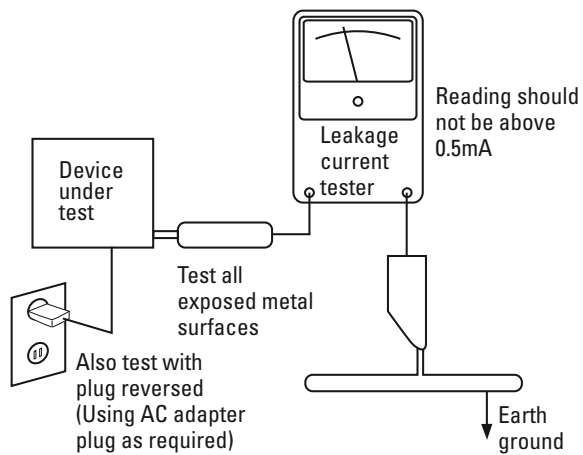 Device
under
test
Leakage
current
tester
Reading should
not be above
0.5mA
Test all
exposed metal
surfaces
Also test with
plug reversed
(Using AC adapter
plug as required)
Earth
ground